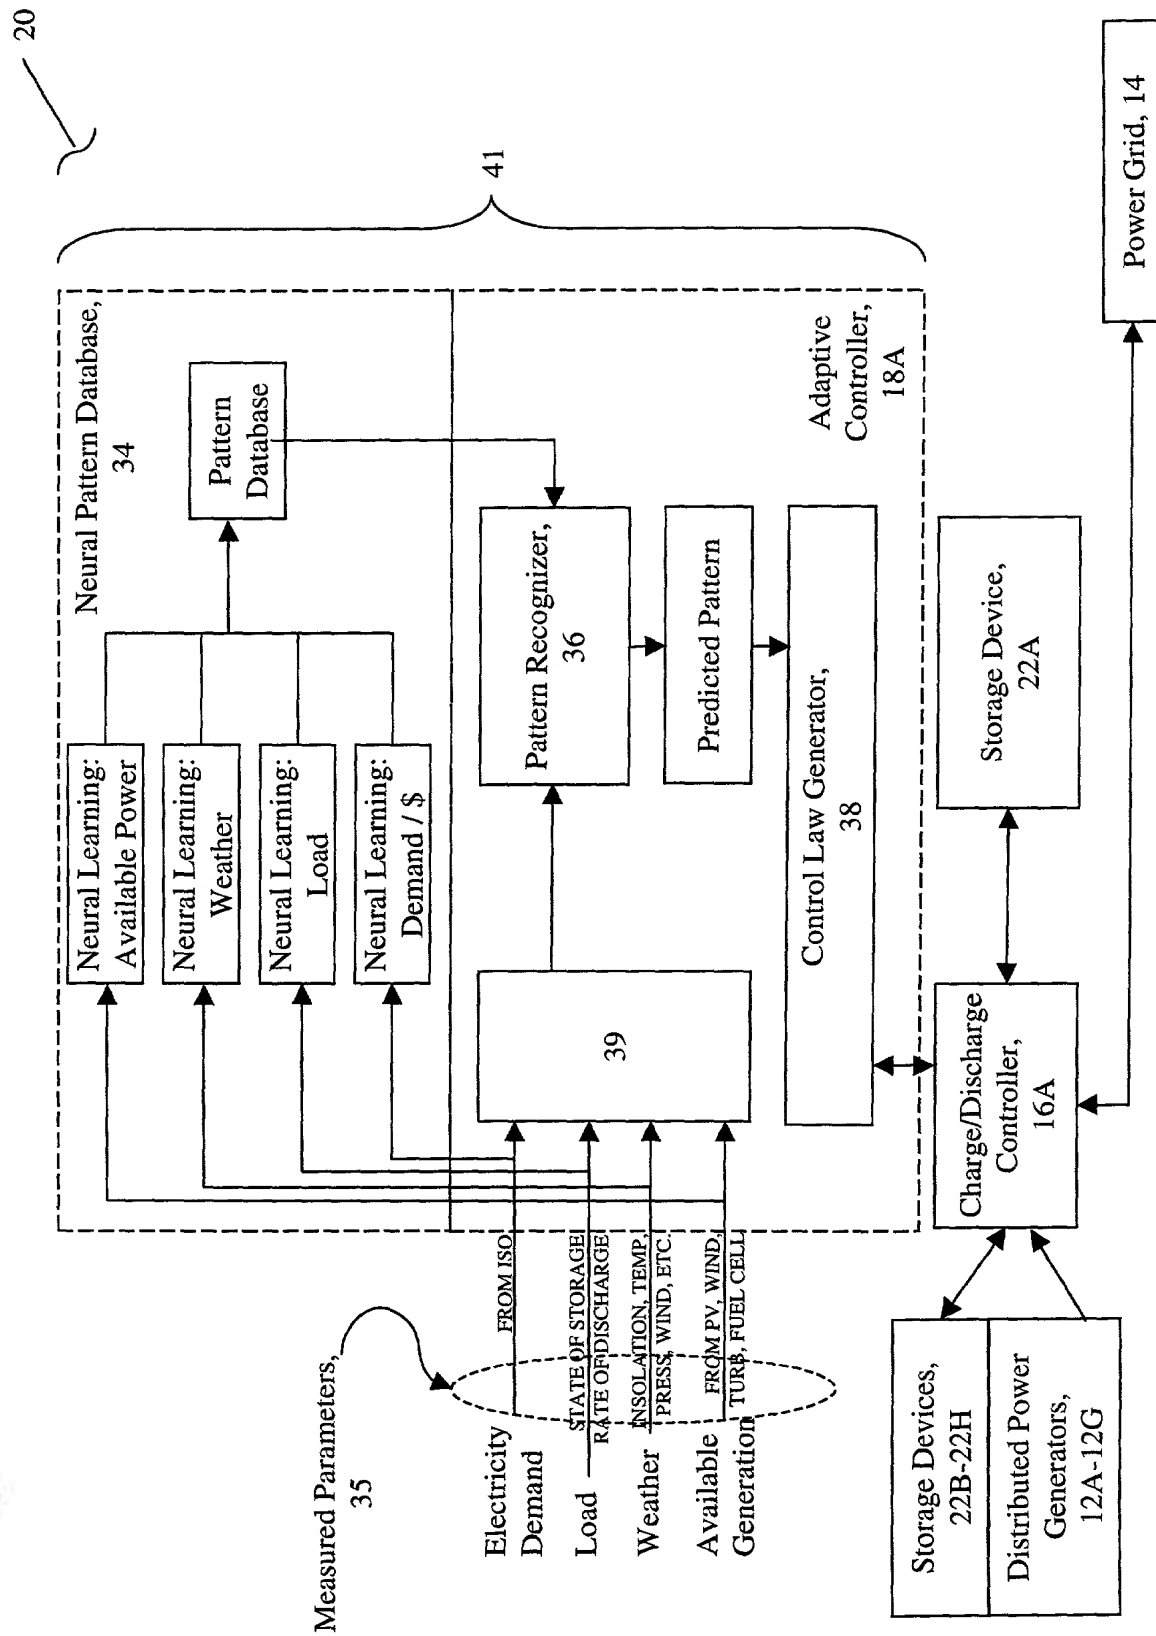 20
41
Neural Pattern Database,
34
Neural Learning:
Available Power
Neural Learning:
Weather
Neural Learning:
Load
Neural Learning:
Demand / $
Pattern
Database
Measured Parameters,
35
Electricity
Demand
FROM ISO
Load
STATE OF STORAGE
RATE OF DISCHARGE
Weather
INSOLATION, TEMP,
PRESS, WIND, ETC.
Available
Generation
FROM PV, WIND,
TURB, FUEL CELL
39
Pattern Recognizer,
36
Predicted Pattern
Control Law Generator,
38
Adaptive
Controller,
18A
Storage Devices,
22B-22H
Distributed Power
Generators,
12A-12G
Charge/Discharge
Controller,
16A
Storage Device,
22A
Power Grid, 14